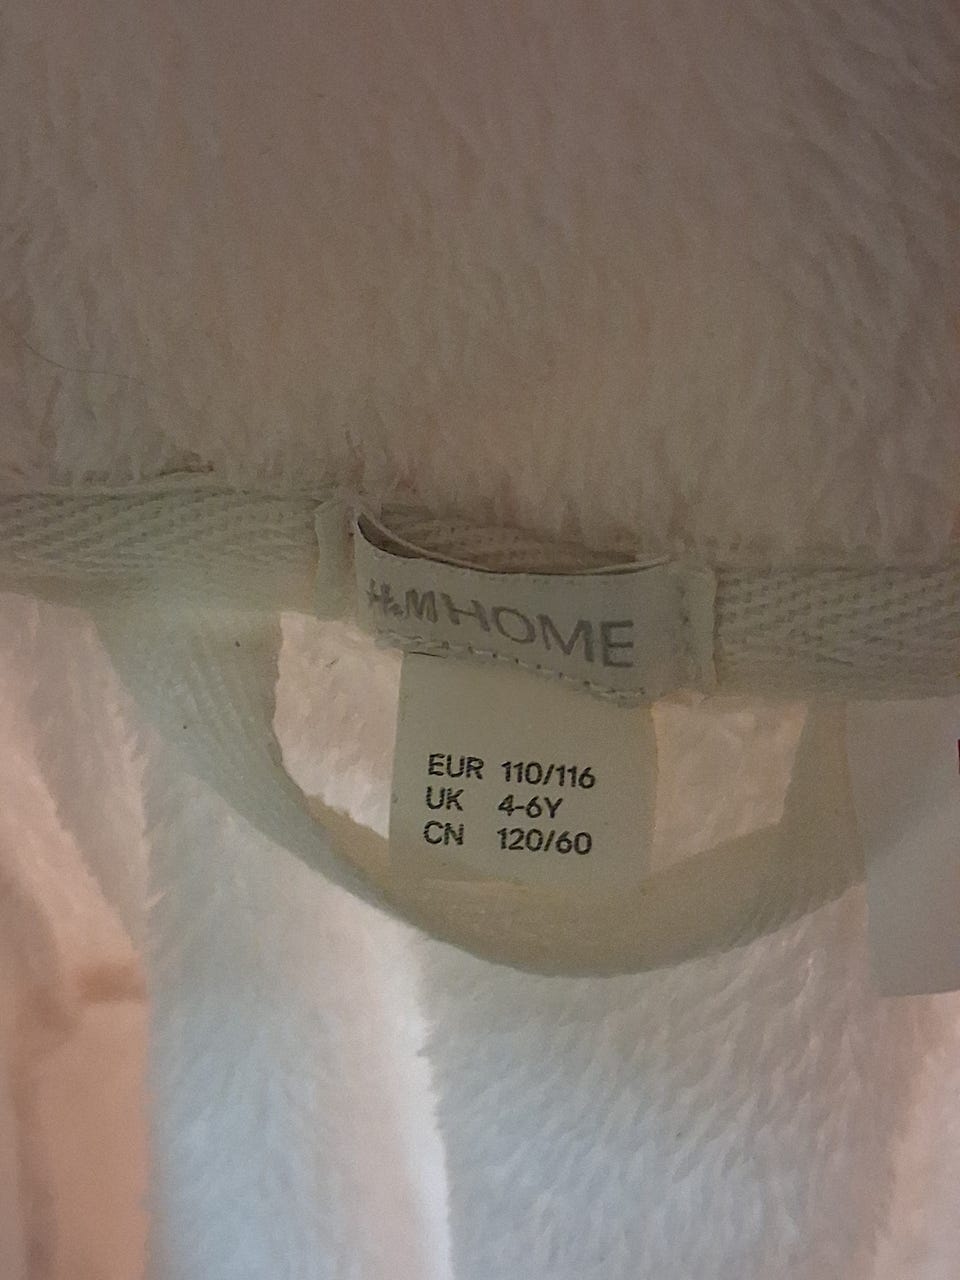 H&M HOME
EUR 110/116
UK 4-6Y
CN 120/60